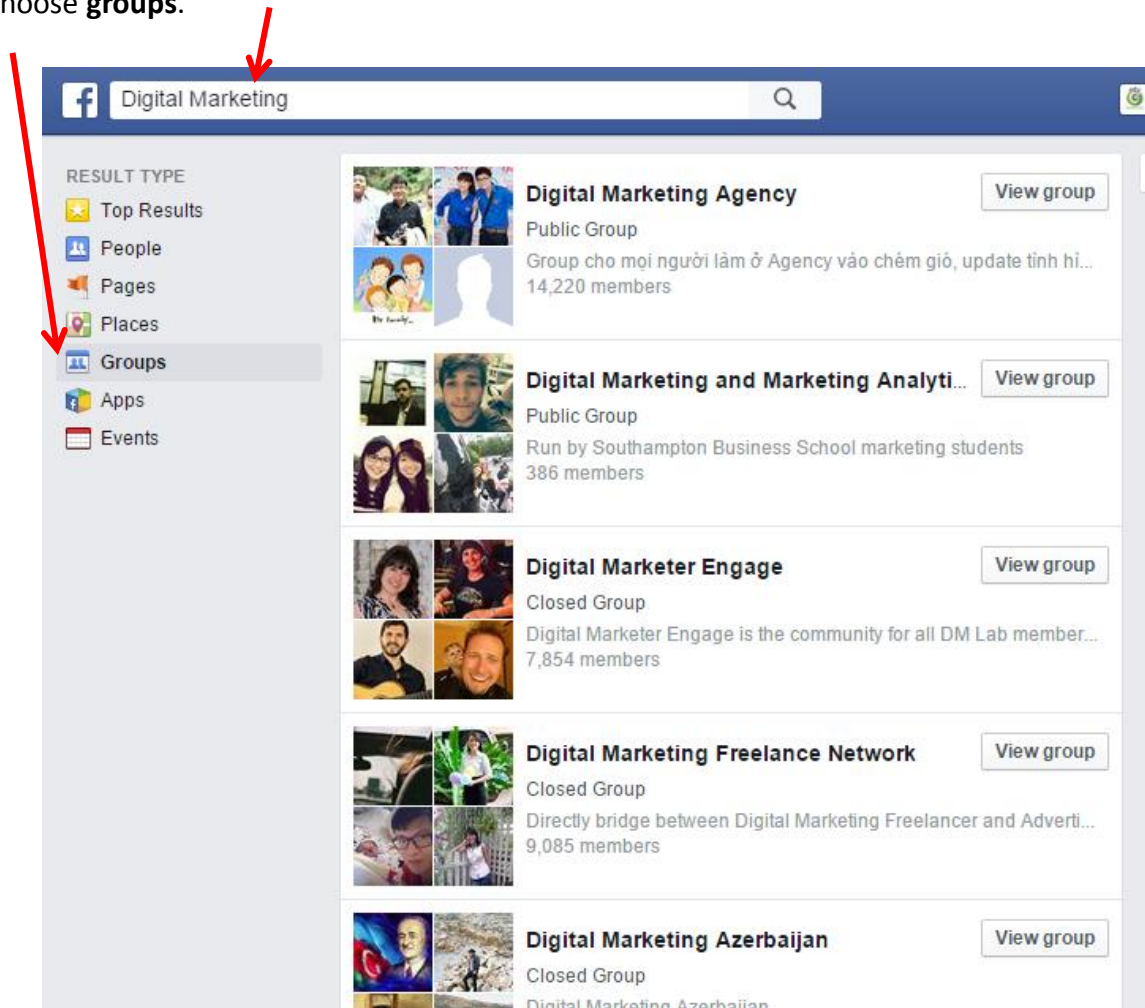 hoose groups.
f Digital Marketing
RESULT TYPE
Top Results
People
Pages
Places
Groups
Apps
Events
Digital Marketing Agency
View group
Public Group
Group cho mọi người làm ở Agency vào chém gió, update tình hì...
14,220 members
Digital Marketing and Marketing Analyti...
View group
Public Group
Run by Southampton Business School marketing students
386 members
Digital Marketer Engage
View group
Closed Group
Digital Marketer Engage is the community for all DM Lab member...
7,854 members
Digital Marketing Freelance Network
View group
Closed Group
Directly bridge between Digital Marketing Freelancer and Adverti...
9,085 members
Digital Marketing Azerbaijan
View group
Closed Group
Digital Marketing Azerbaijan